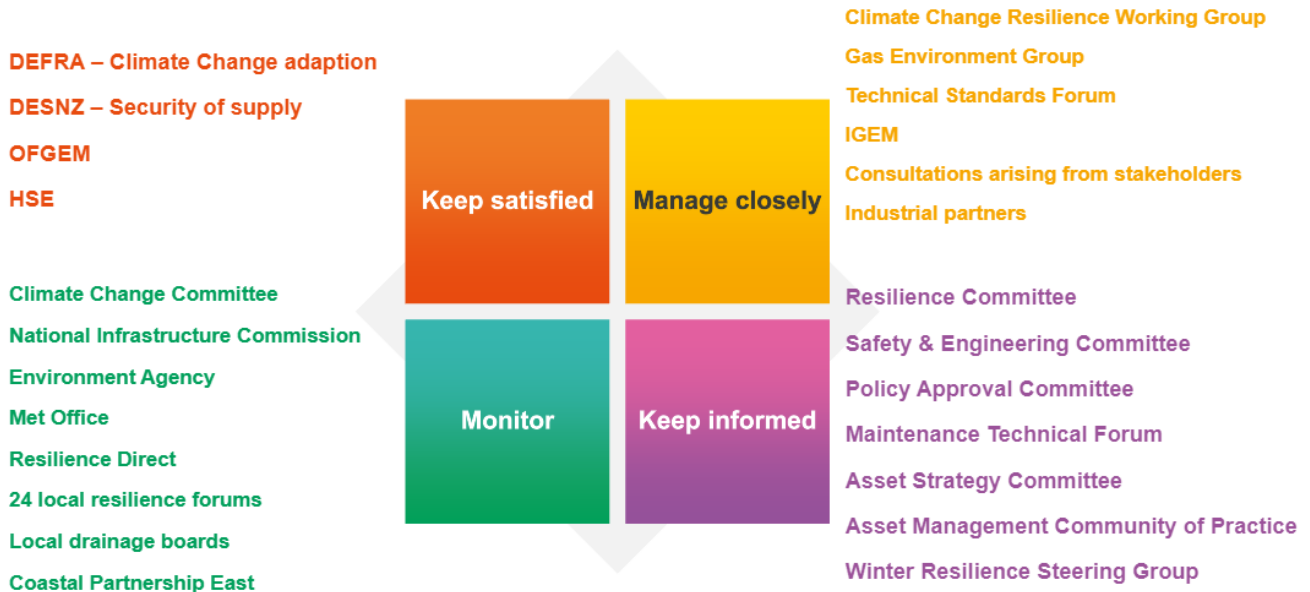 DEFRA – Climate Change adaption
DESNZ – Security of supply
OFGEM
HSE
Keep satisfied
Manage closely
Climate Change Resilience Working Group
Gas Environment Group
Technical Standards Forum
IGEM
Consultations arising from stakeholders
Industrial partners
Climate Change Committee
National Infrastructure Commission
Environment Agency
Met Office
Resilience Direct
24 local resilience forums
Local drainage boards
Coastal Partnership East
Monitor
Keep informed
Resilience Committee
Safety & Engineering Committee
Policy Approval Committee
Maintenance Technical Forum
Asset Strategy Committee
Asset Management Community of Practice
Winter Resilience Steering Group